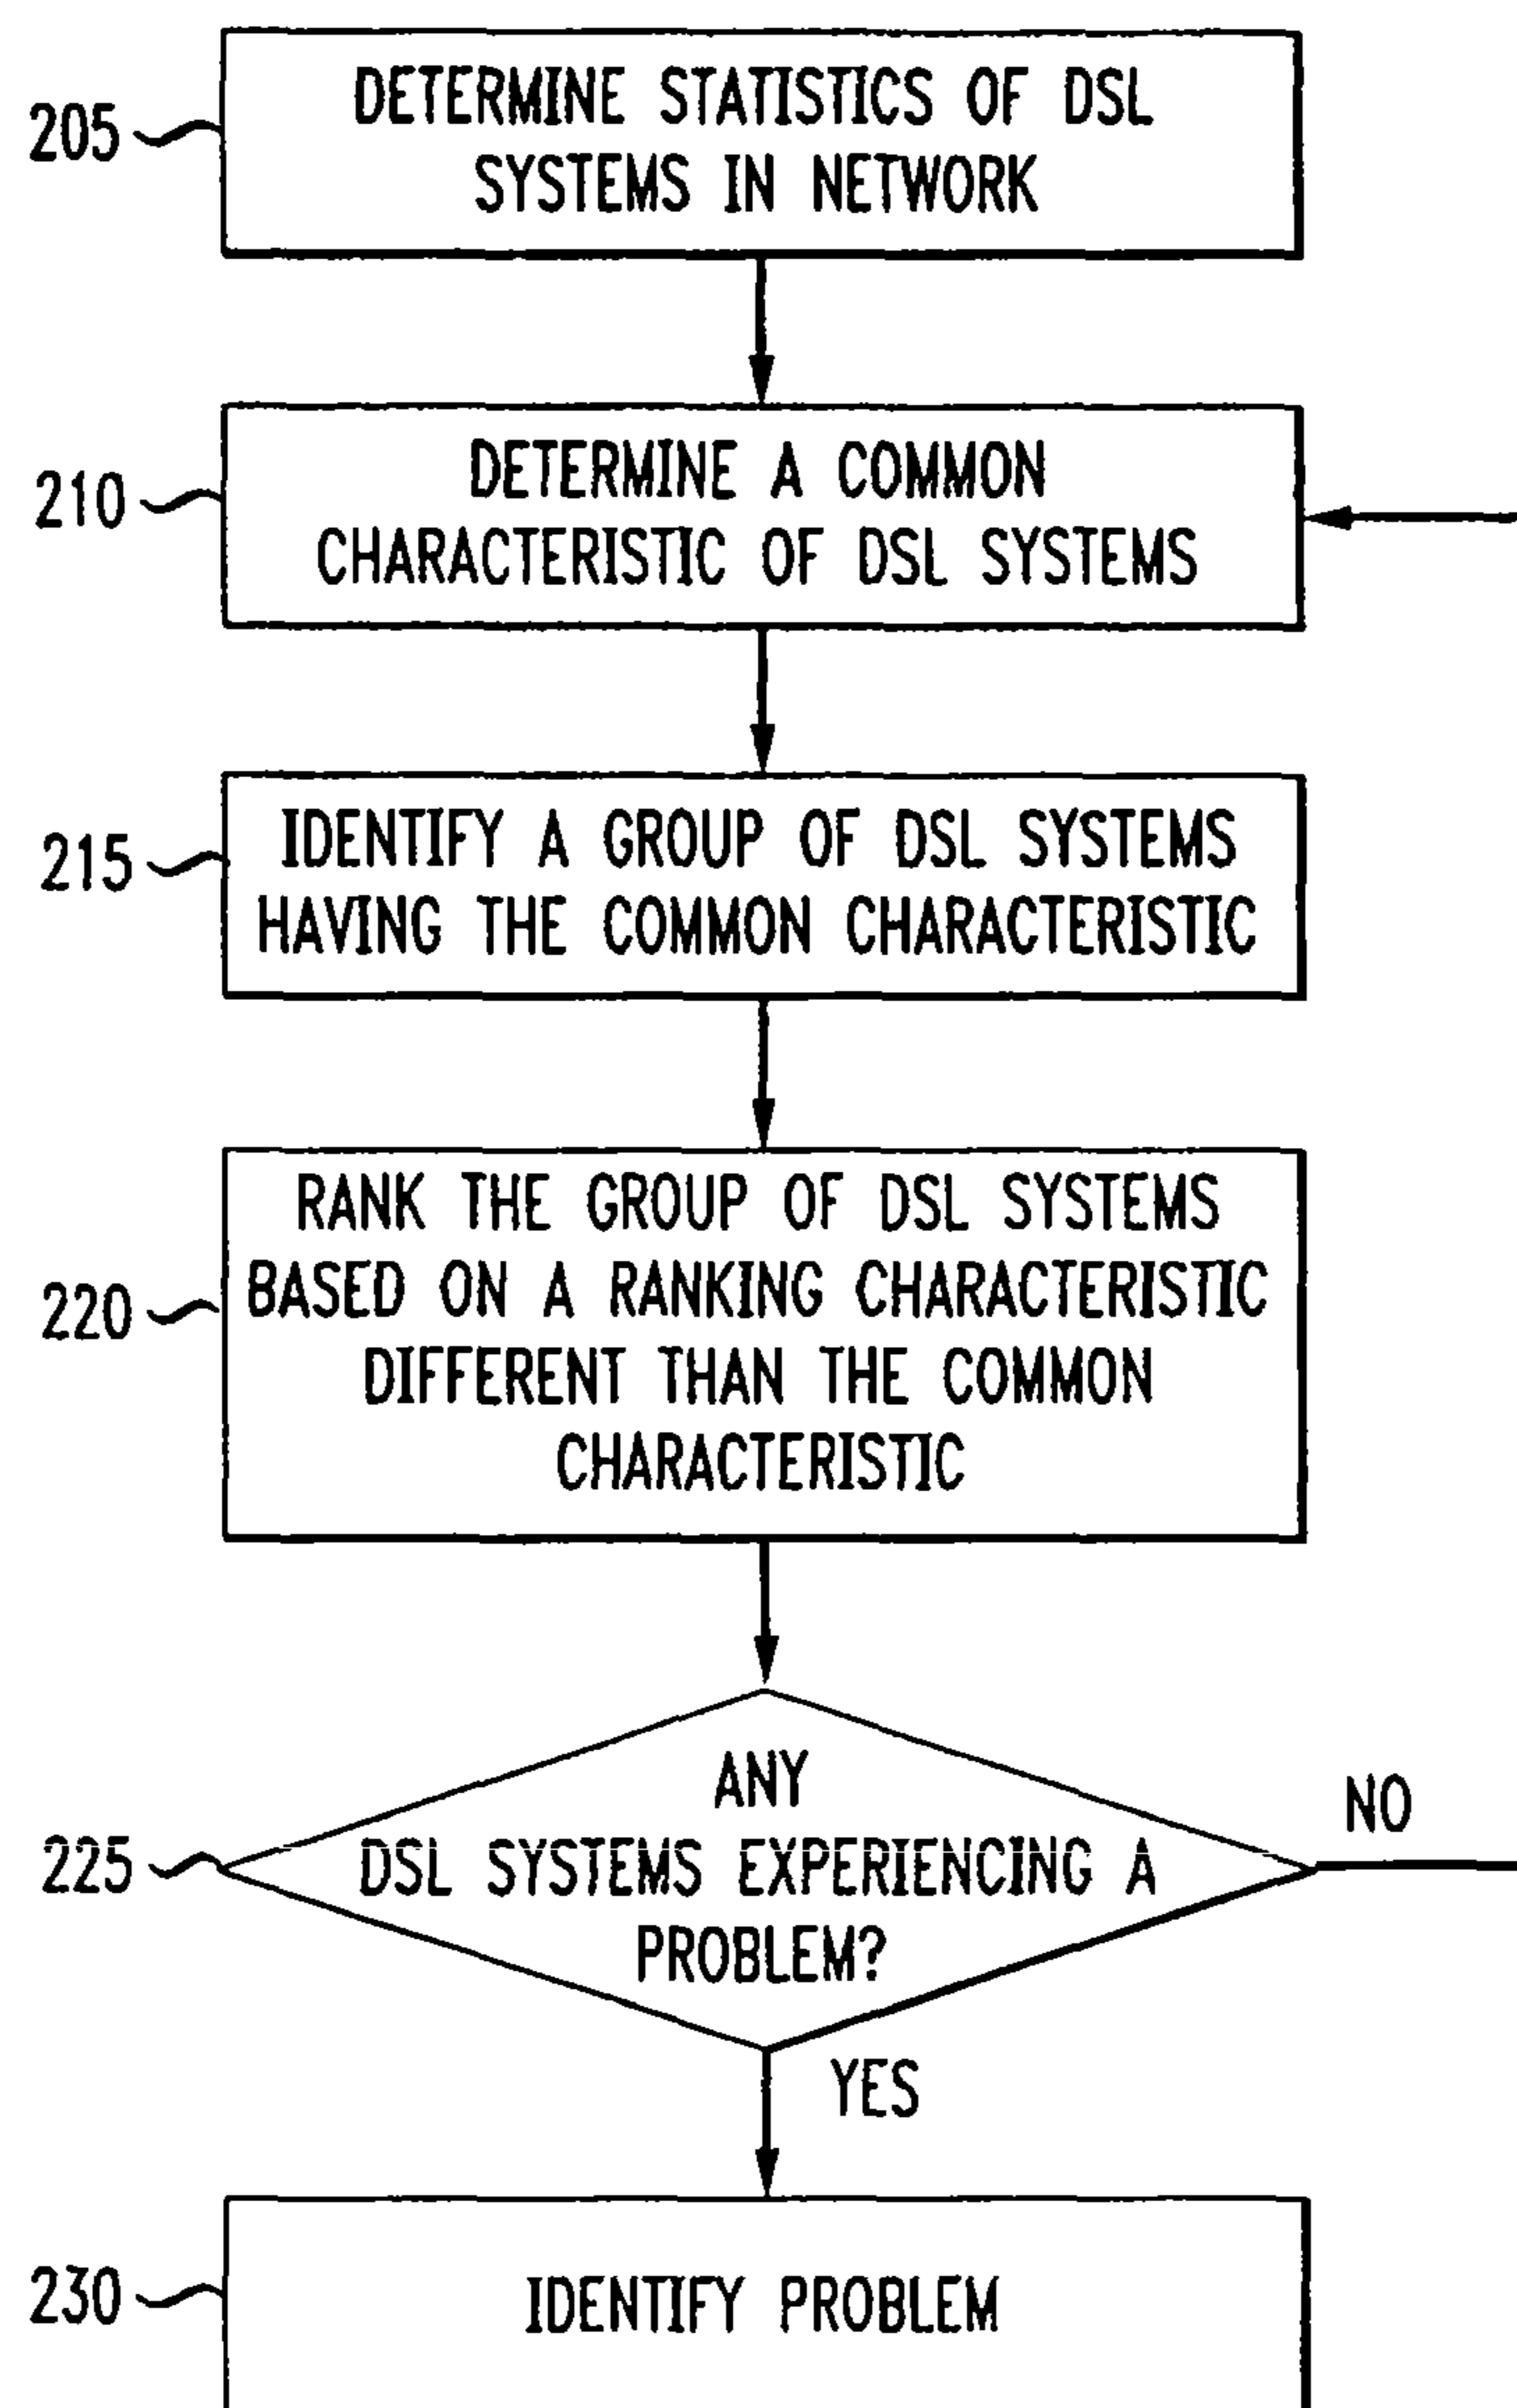 DETERMINE STATISTICS OF DSL
SYSTEMS IN NETWORK
205
DETERMINE A COMMON
CHARACTERISTIC OF DSL SYSTEMS
210
IDENTIFY A GROUP OF DSL SYSTEMS
HAVING THE COMMON CHARACTERISTIC
215
RANK THE GROUP OF DSL SYSTEMS
BASED ON A RANKING CHARACTERISTIC
DIFFERENT THAN THE COMMON
CHARACTERISTIC
220
ANY
DSL SYSTEMS EXPERIENCING A
PROBLEM?
225
NO
YES
IDENTIFY PROBLEM
230